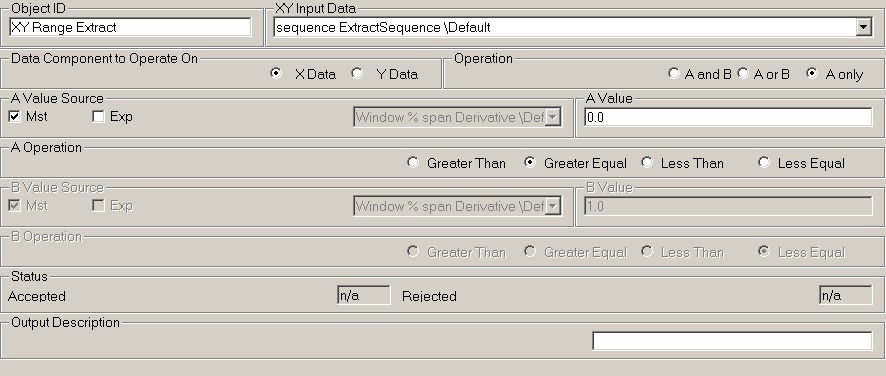 Object ID XY Input Data
XY Range Extract sequence ExtractSequence \Default
Data Component to Operate On Operation
X Data Y Data A and B A or B A only
A Value Source A Value
Mst Exp Window % span Derivative \Def 0.0
A Operation
Greater Than Greater Equal Less Than Less Equal
B Value Source B Value
Mst Exp Window % span Derivative \Def 1.0
B Operation
Greater Than Greater Equal Less Than Less Equal
Status
Accepted n/a Rejected n/a
Output Description